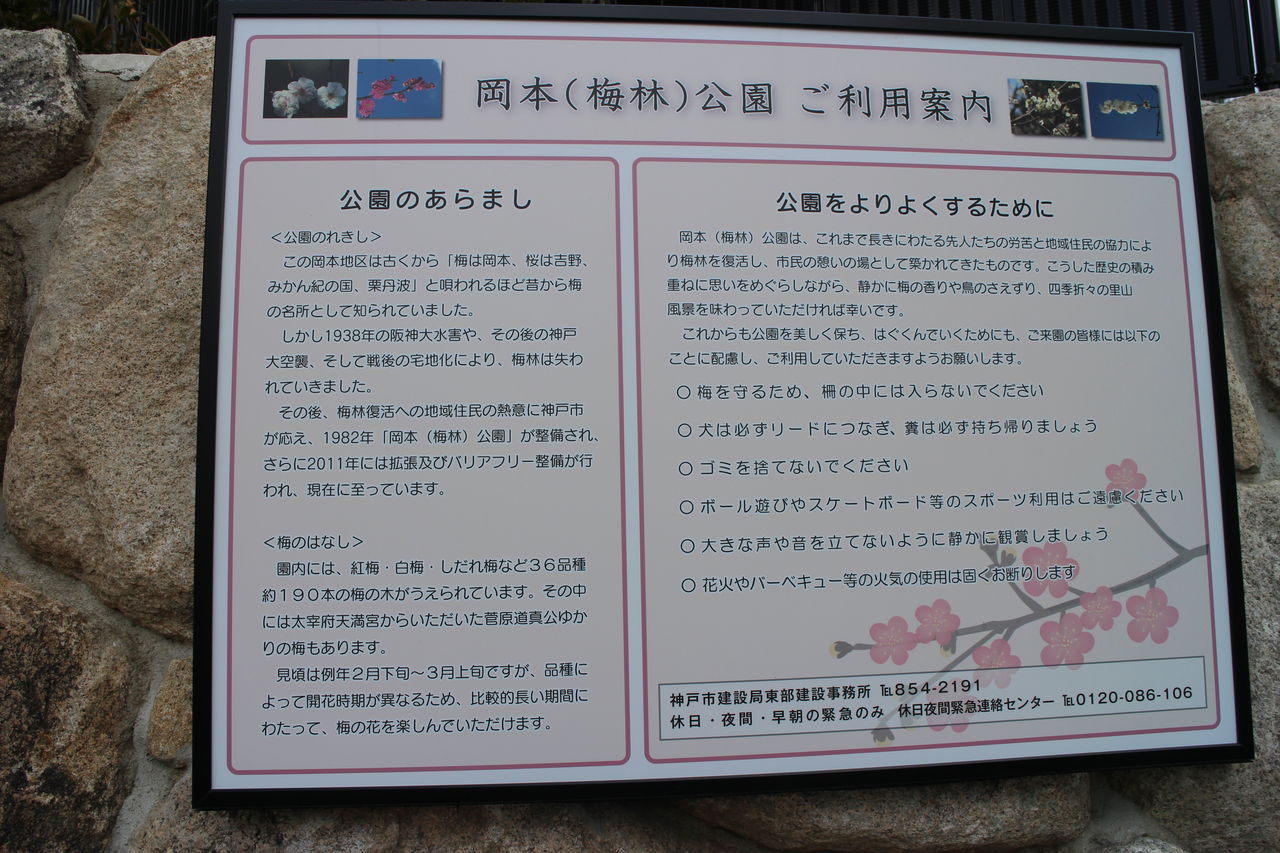 岡本(梅林)公園 ご利用案内
公園のあらまし
<公園のれきし>
この岡本地区は古くから「梅は岡本、桜は吉野、
みかん紀の国、栗丹波」と唄われるほど昔から梅
の名所として知られていました。
しかし1938年の阪神大水害や、その後の神戸
大空襲、そして戦後の宅地化により、梅林は失わ
れていきました。
その後、梅林復活への地域住民の熱意に神戸市
が応え、1982年「岡本（梅林）公園」が整備され、
さらに2011年には拡張及びバリアフリー整備が行
われ、現在に至っています。
<梅のはなし>
園内には、紅梅・白梅・しだれ梅など３６品種
約１９０本の梅の木がうえられています。その中
には太宰府天満宮からいただいた菅原道真公ゆか
りの梅もあります。
見頃は例年２月下旬～３月上旬ですが、品種に
よって開花時期が異なるため、比較的長い期間に
わたって、梅の花を楽しんでいただけます。
公園をよりよくするために
岡本（梅林）公園は、これまで長きにわたる先人たちの労苦と地域住民の協力によ
り梅林を復活し、市民の憩いの場として築かれてきたものです。こうした歴史の積み
重ねに思いをめぐらしながら、静かに梅の香りや鳥のさえずり、四季折々の里山
風景を味わっていただければ幸いです。
これからも公園を美しく保ち、はぐくんでいくためにも、ご来園の皆様には以下の
ことに配慮し、ご利用していただきますようお願いします。
○ 梅を守るため、柵の中には入らないでください
○ 犬は必ずリードにつなぎ、糞は必ず持ち帰りましょう
○ ゴミを捨てないでください
○ ボール遊びやスケートボード等のスポーツ利用はご遠慮ください
○ 大きな声や音を立てないように静かに観賞しましょう
○ 花火やバーベキュー等の火気の使用は固くお断りします
神戸市建設局東部建設事務所 ℡854-2191
休日・夜間・早朝の緊急のみ 休日夜間緊急連絡センター ℡0120-086-106